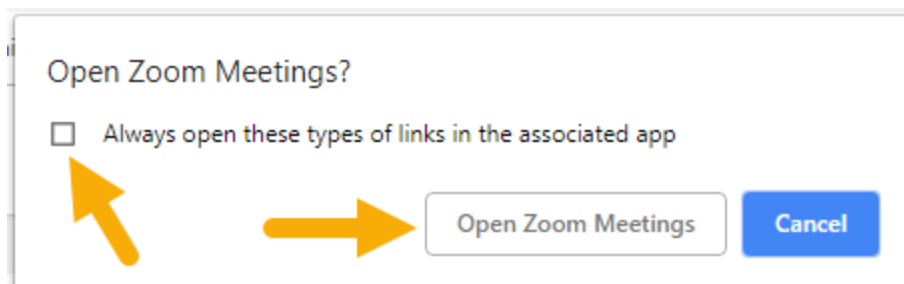 Open Zoom Meetings?
Always open these types of links in the associated app
Open Zoom Meetings
Cancel